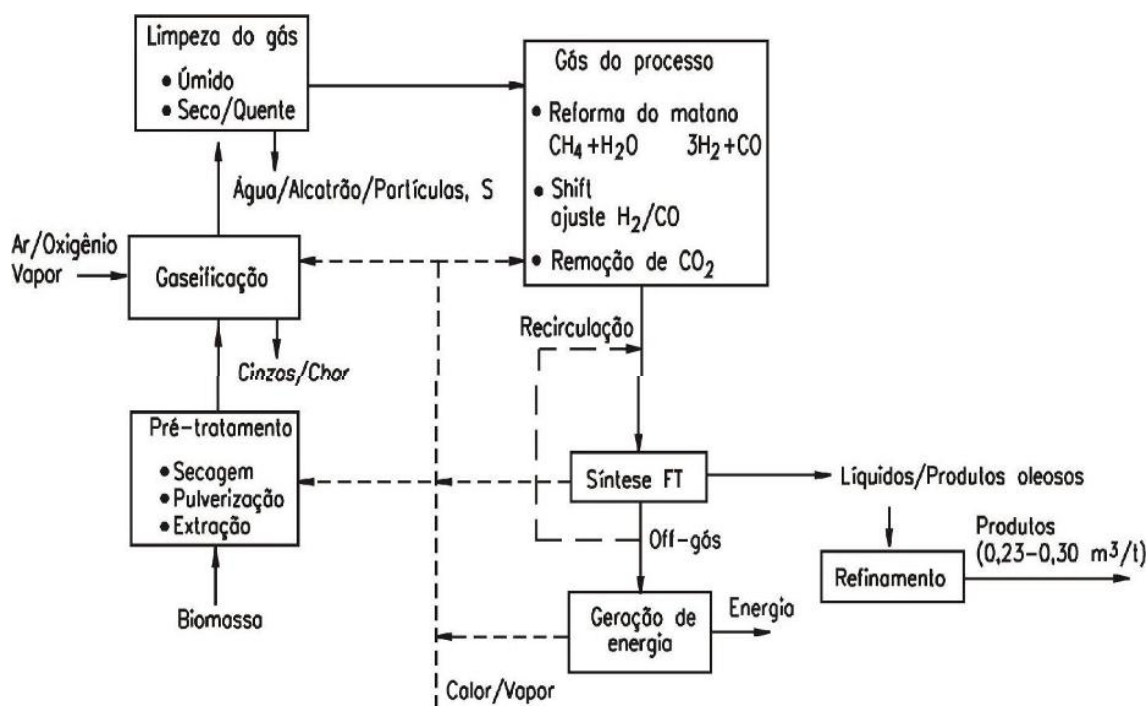 Limpeza do gás
• Úmido
• Seco/Quente
Água/Alcatrão/Partículas, S
Ar/Oxigênio
Vapor
Gaseificação
Cinzas/Char
Pré-tratamento
• Secagem
• Pulverização
• Extração
Biomassa
Gás do processo
• Reforma do matano
CH₄+H₂O 3H₂+CO
• Shift
ajuste H₂/CO
• Remoção de CO₂
Recirculação
Síntese FT
Líquidos/Produtos oleosos
Off-gás
Produtos
(0,23-0,30 m³/t)
Refinamento
Geração de
energia
Energia
Calor/Vapor